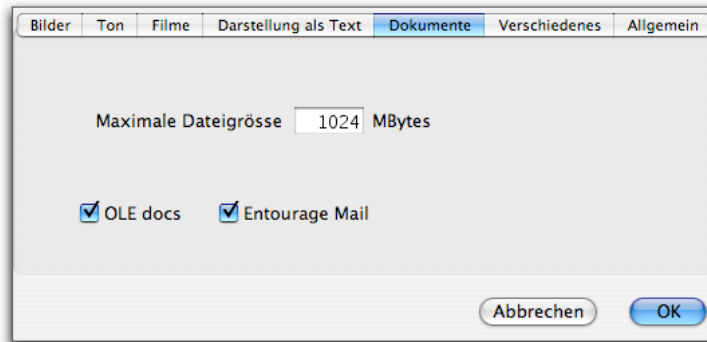 Bilder Ton Filme Darstellung als Text Dokumente Verschiedenes Allgemein
Maximale Dateigrösse 1024 MBytes
OLE docs Entourage Mail
Abbrechen OK